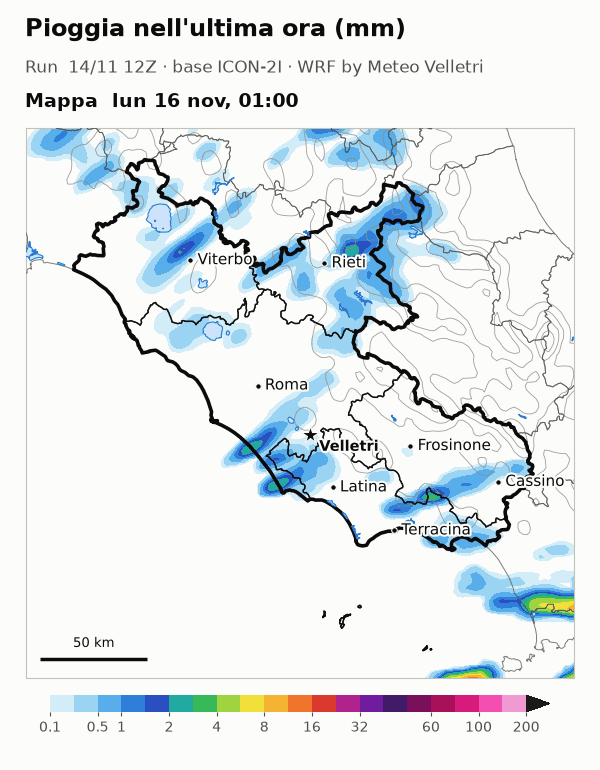 Pioggia nell'ultima ora (mm)
Run  14/11 12Z · base ICON-2I · WRF by Meteo Velletri
Mappa  lun 16 nov, 01:00
Viterbo
Rieti
Roma
Velletri
Frosinone
Cassino
Latina
Terracina
50 km
0.1 0.5 1 2 4 8 16 32 60 100 200